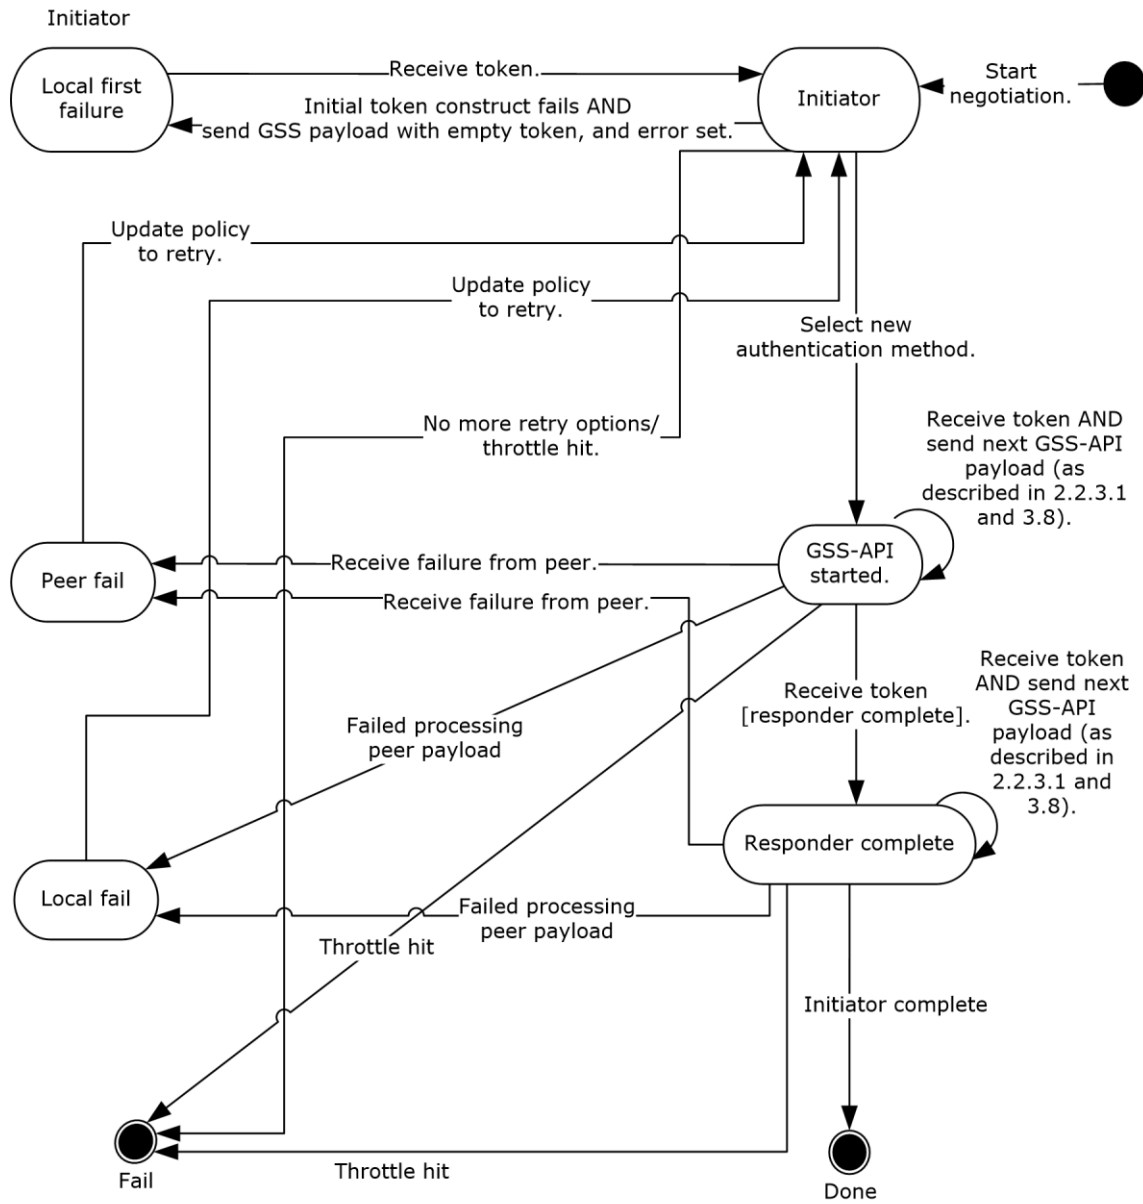 Initiator
Local first
failure
Receive token.
Initiator
Start
negotiation.
Initial token construct fails AND
send GSS payload with empty token, and error set.
Update policy
to retry.
Update policy
to retry.
Select new
authentication method.
No more retry options/
throttle hit.
Receive token AND
send next GSS-API
payload (as
described in 2.2.3.1
and 3.8).
GSS-API
started.
Receive failure from peer.
Peer fail
Receive failure from peer.
Receive token
[responder complete].
Receive token
AND send next
GSS-API
payload (as
described in
2.2.3.1 and
3.8).
Failed processing
peer payload
Responder complete
Local fail
Failed processing
peer payload
Throttle hit
Initiator complete
Fail
Throttle hit
Done